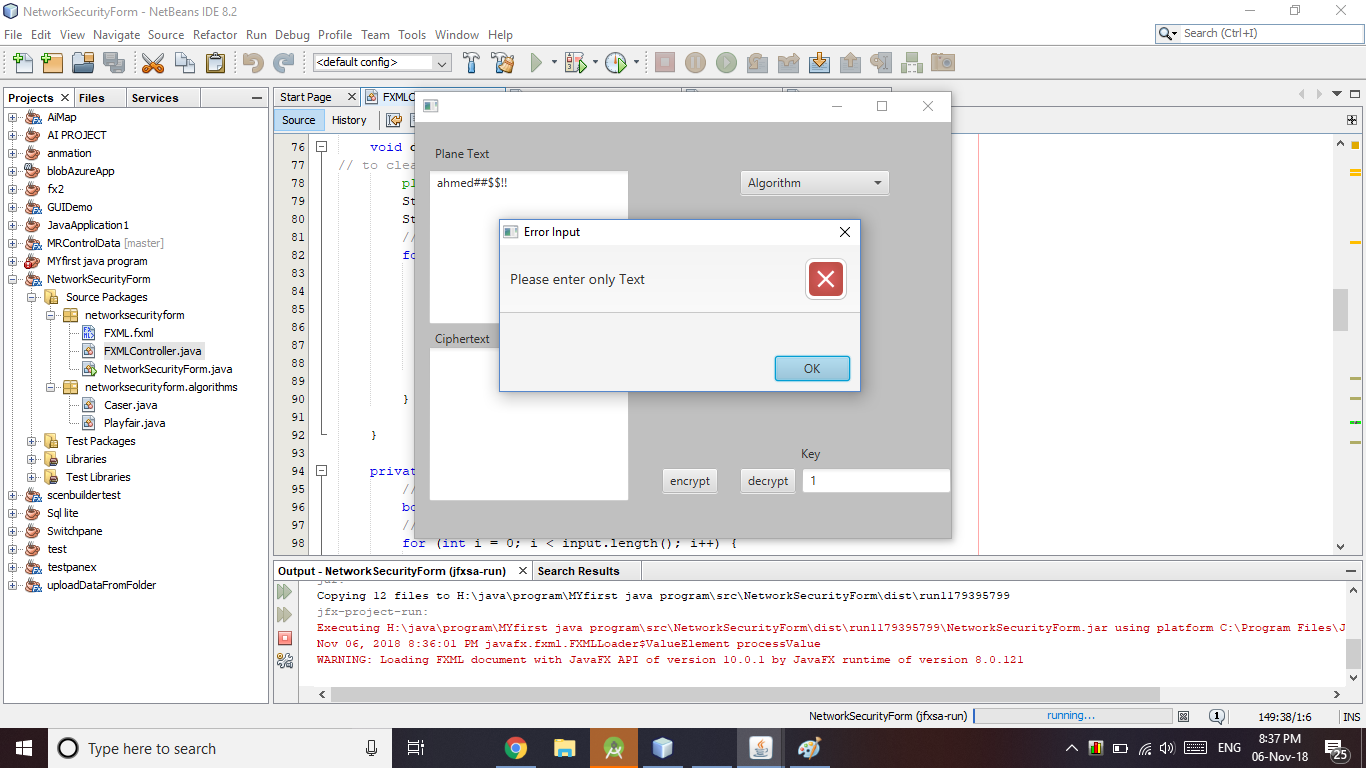 NetworkSecurityForm - NetBeans IDE 8.2
File Edit View Navigate Source Refactor Run Debug Profile Team Tools Window Help
Search (Ctrl+I)
<default config>
Projects Files Services
Start Page FXMLC
Source History
AiMap
AI PROJECT
anmation
blobAzureApp
fx2
GUIDemo
JavaApplication1
MRControlData [master]
MYfirst java program
NetworkSecurityForm
Source Packages
networksecurityform
FXML.fxml
FXMLController.java
NetworkSecurityForm.java
networksecurityform.algorithms
Caser.java
Playfair.java
Test Packages
Libraries
Test Libraries
scenbuildertest
Sql lite
Switchpane
test
testpanex
uploadDataFromFolder
76 void
77 // to clea
78 pl
79 St
80 St
81 //
82 fo
83
84
85
86
87
88
89
90 }
91
92 }
93
94 privat
95 //
96 bo
97 //
98 for (int i = 0; i < input.length(); i++) {
Plane Text
ahmed##$$!!
Algorithm
Error Input
Please enter only Text
OK
Ciphertext
Key
encrypt decrypt 1
Output - NetworkSecurityForm (jfxsa-run) Search Results
Copying 12 files to H:\java\program\MYfirst java program\src\NetworkSecurityForm\dist\run1179395799
jfx-project-run:
Executing H:\java\program\MYfirst java program\src\NetworkSecurityForm\dist\run1179395799\NetworkSecurityForm.jar using platform C:\Program Files\J
Nov 06, 2018 8:36:01 PM javafx.fxml.FXMLLoader$ValueElement processValue
WARNING: Loading FXML document with JavaFX API of version 10.0.1 by JavaFX runtime of version 8.0.121
NetworkSecurityForm (jfxsa-run) running... 1 149:38/1:6 INS
Type here to search
ENG
8:37 PM
06-Nov-18
25